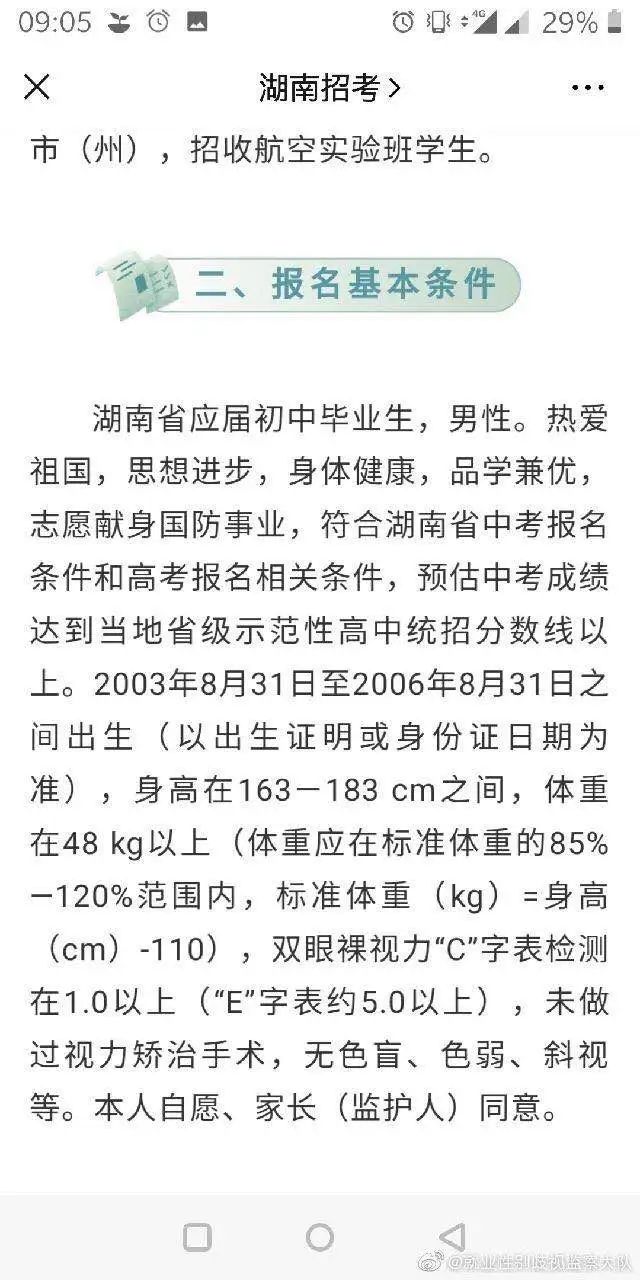 09:05 4G 29%
湖南招考
市（州），招收航空实验班学生。
二、报名基本条件
湖南省应届初中毕业生，男性。热爱
祖国，思想进步，身体健康，品学兼优，
志愿献身国防事业，符合湖南省中考报名
条件和高考报名相关条件，预估中考成绩
达到当地省级示范性高中统招分数线以
上。2003年8月31日至2006年8月31日之
间出生（以出生证明或身份证日期为
准），身高在163－183 cm之间，体重
在48 kg以上（体重应在标准体重的85%
－120%范围内，标准体重（kg）=身高
（cm）-110），双眼裸视力“C”字表检测
在1.0以上（“E”字表约5.0以上），未做
过视力矫治手术，无色盲、色弱、斜视
等。本人自愿、家长（监护人）同意。
@就业性别歧视监察大队